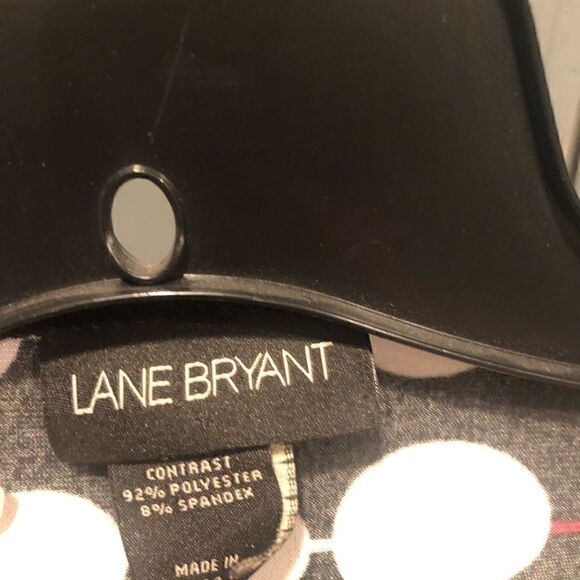 LANE BRYANT
CONTRAST
92% POLYESTER
8% SPANDEX
MADE IN